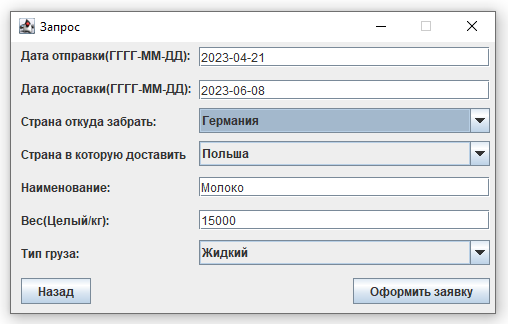 Запрос
Дата отправки(ГГГГ-ММ-ДД): 2023-04-21
Дата доставки(ГГГГ-ММ-ДД): 2023-06-08
Страна откуда забрать: Германия
Страна в которую доставить Польша
Наименование: Молоко
Вес(Целый/кг): 15000
Тип груза: Жидкий
Назад Оформить заявку